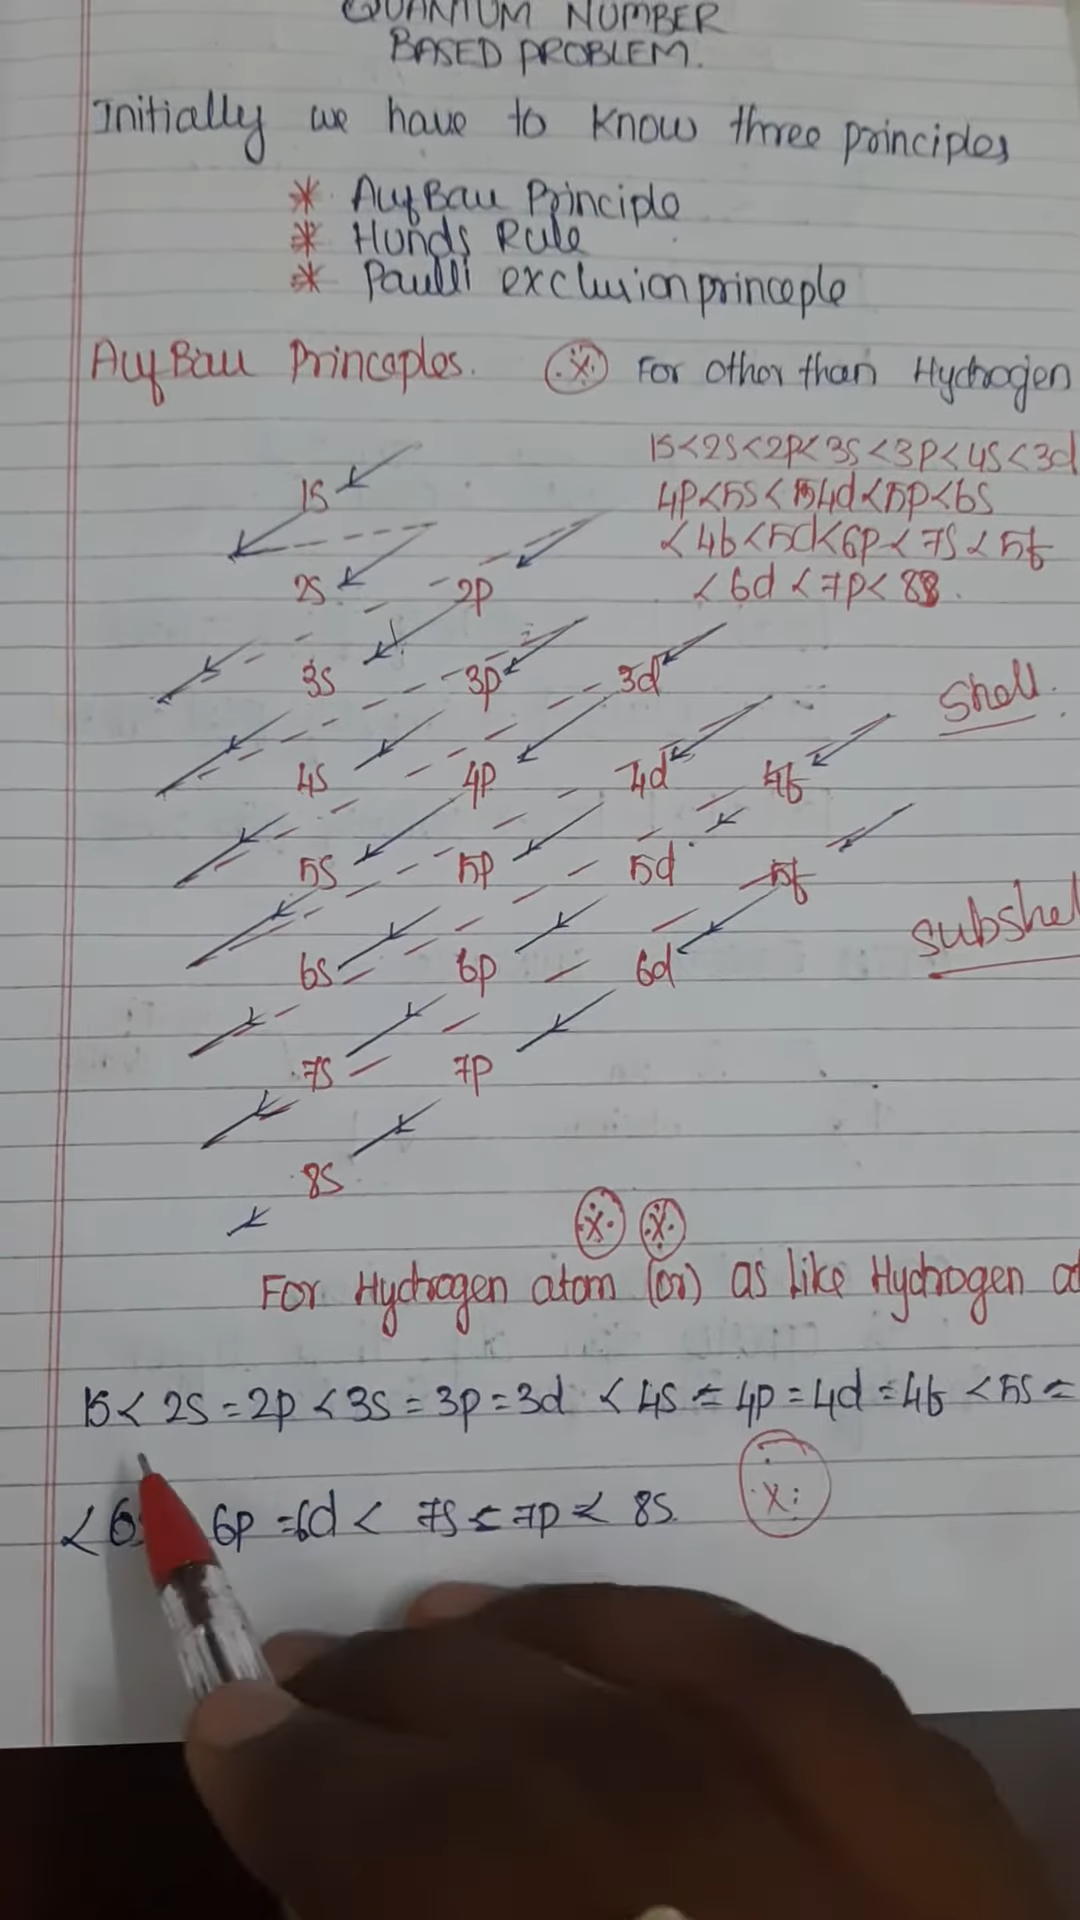 QUANTUM NUMBER
BASED PROBLEM.
Initially we have to know three principles
* AufBau Principle
* Hunds Rule
* Paulli exclusion princeple
AufBau Princeples. For other than Hydrogen
1s<2s<2p<3s<3p<4s<3d
4p<5s<4d<5p<6s
<4f<5d<6p<7s<5f
<6d<7p<8s.
1s
2s 2p
3s 3p 3d
Shell.
4s 4p 4d 4f
5s 5p 5d 5f
subshel
6s 6p 6d
7s 7p
8s
For Hydrogen atom (or) as like Hydrogen
1s < 2s = 2p < 3s = 3p = 3d < 4s = 4p = 4d = 4f < 5s =
< 6p = 6d < 7s = 7p < 8s.